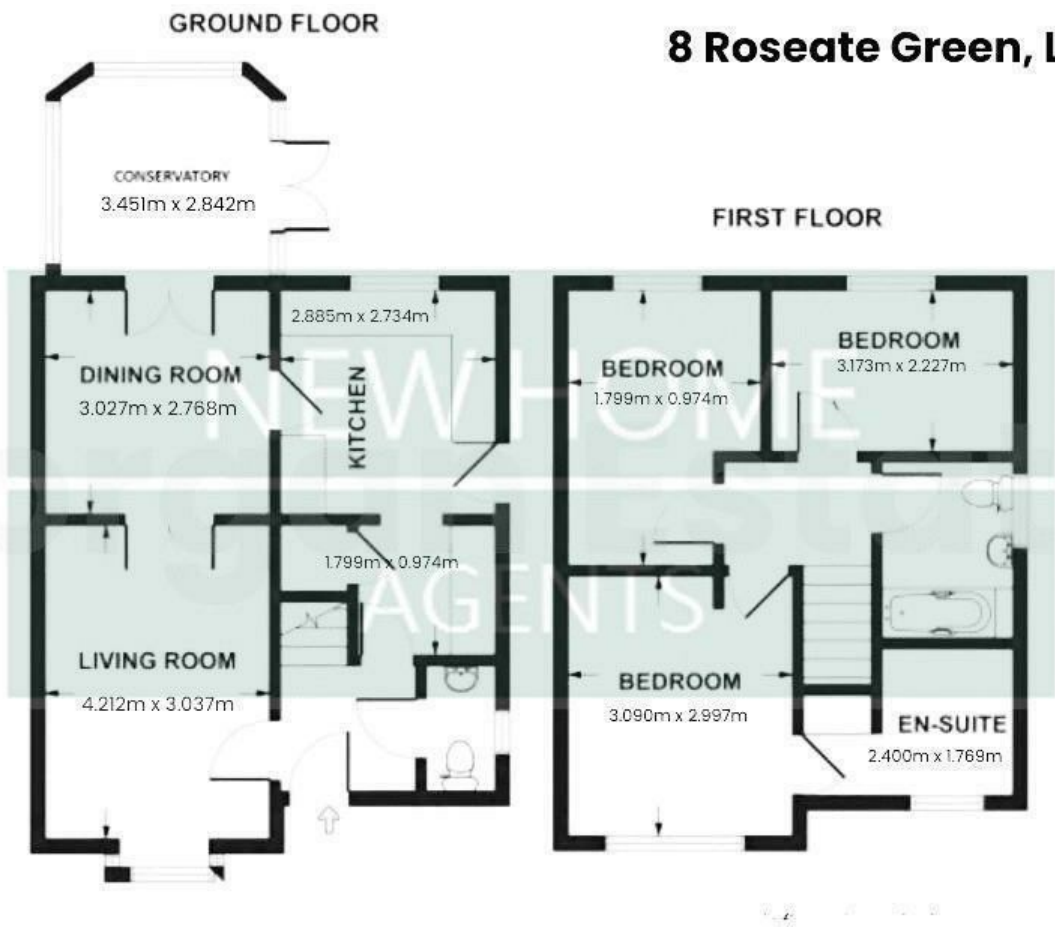 GROUND FLOOR
8 Roseate Green, L
CONSERVATORY
3.451m x 2.842m
FIRST FLOOR
2.885m x 2.734m
KITCHEN
DINING ROOM
3.027m x 2.768m
BEDROOM
1.799m x 0.974m
BEDROOM
3.173m x 2.227m
NEW HOME
AGENTS
1.799m x 0.974m
LIVING ROOM
4.212m x 3.037m
BEDROOM
3.090m x 2.997m
EN-SUITE
2.400m x 1.769m